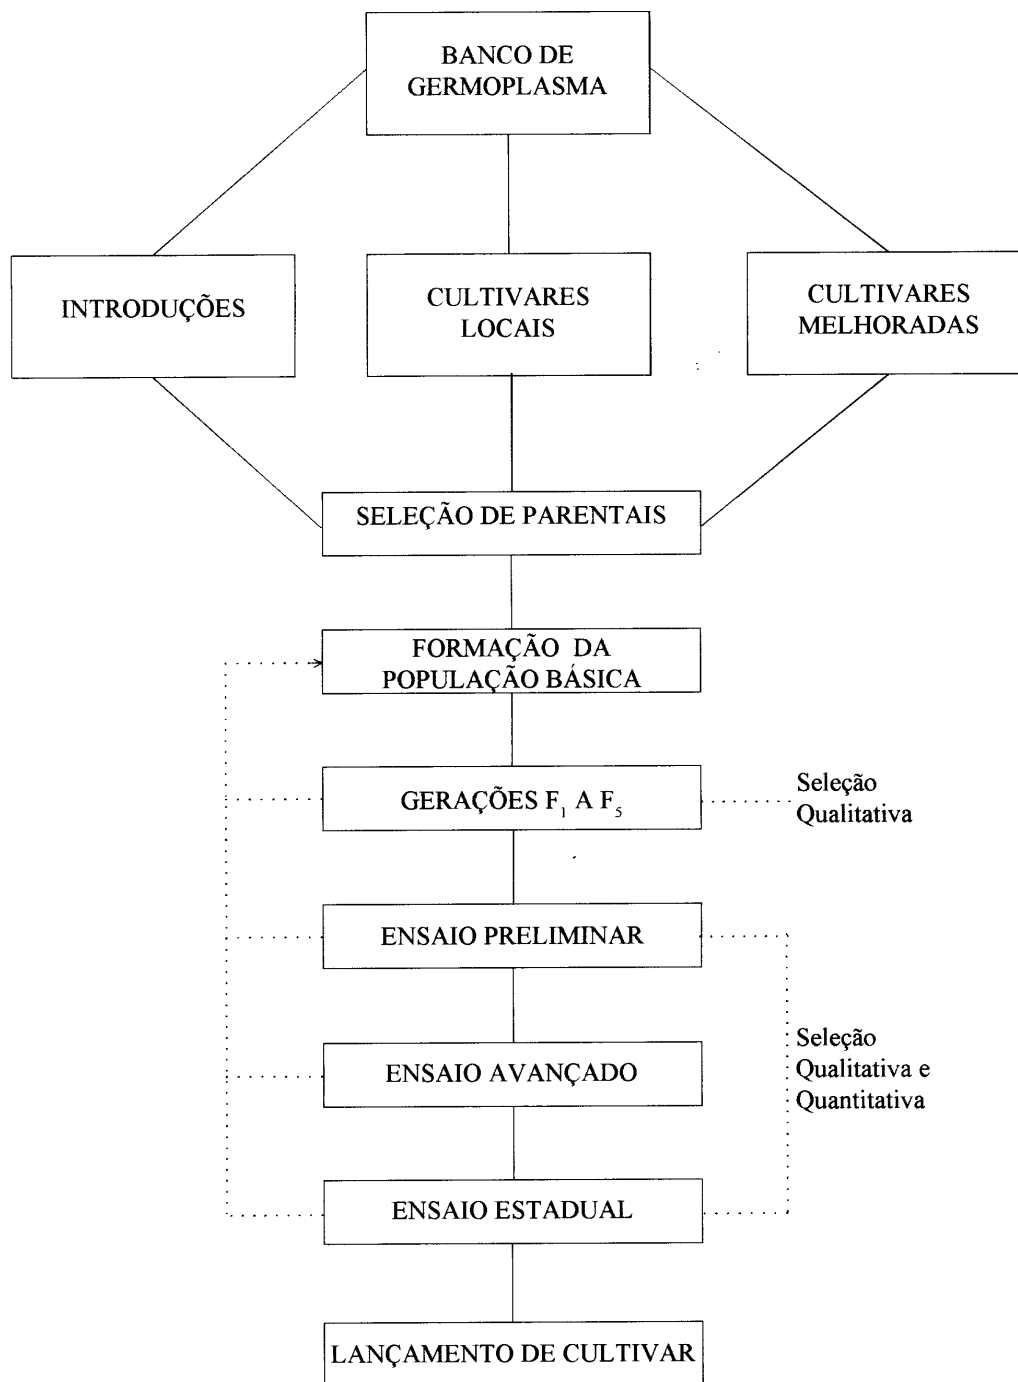 BANCO DE
GERMOPLASMA
INTRODUÇÕES
CULTIVARES
LOCAIS
CULTIVARES
MELHORADAS
SELEÇÃO DE PARENTAIS
FORMAÇÃO DA
POPULAÇÃO BÁSICA
GERAÇÕES F₁ A F₅
Seleção
Qualitativa
ENSAIO PRELIMINAR
ENSAIO AVANÇADO
Seleção
Qualitativa e
Quantitativa
ENSAIO ESTADUAL
LANÇAMENTO DE CULTIVAR